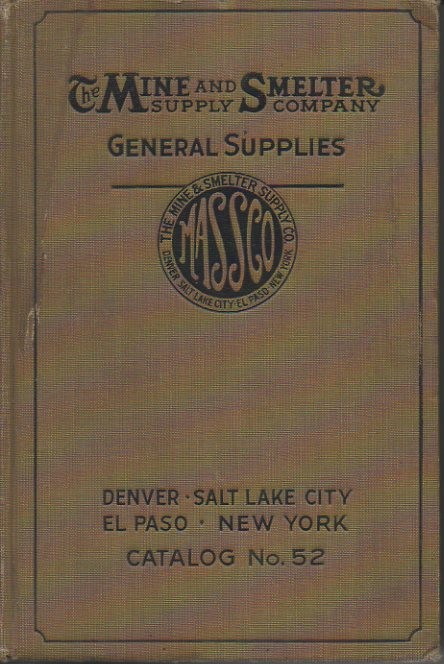 The MINE AND SMELTER
SUPPLY COMPANY
GENERAL SUPPLIES
THE MINE & SMELTER SUPPLY CO.
MASSCO
DENVER SALT LAKE CITY · EL PASO · NEW YORK
DENVER · SALT LAKE CITY
EL PASO · NEW YORK
CATALOG No. 52